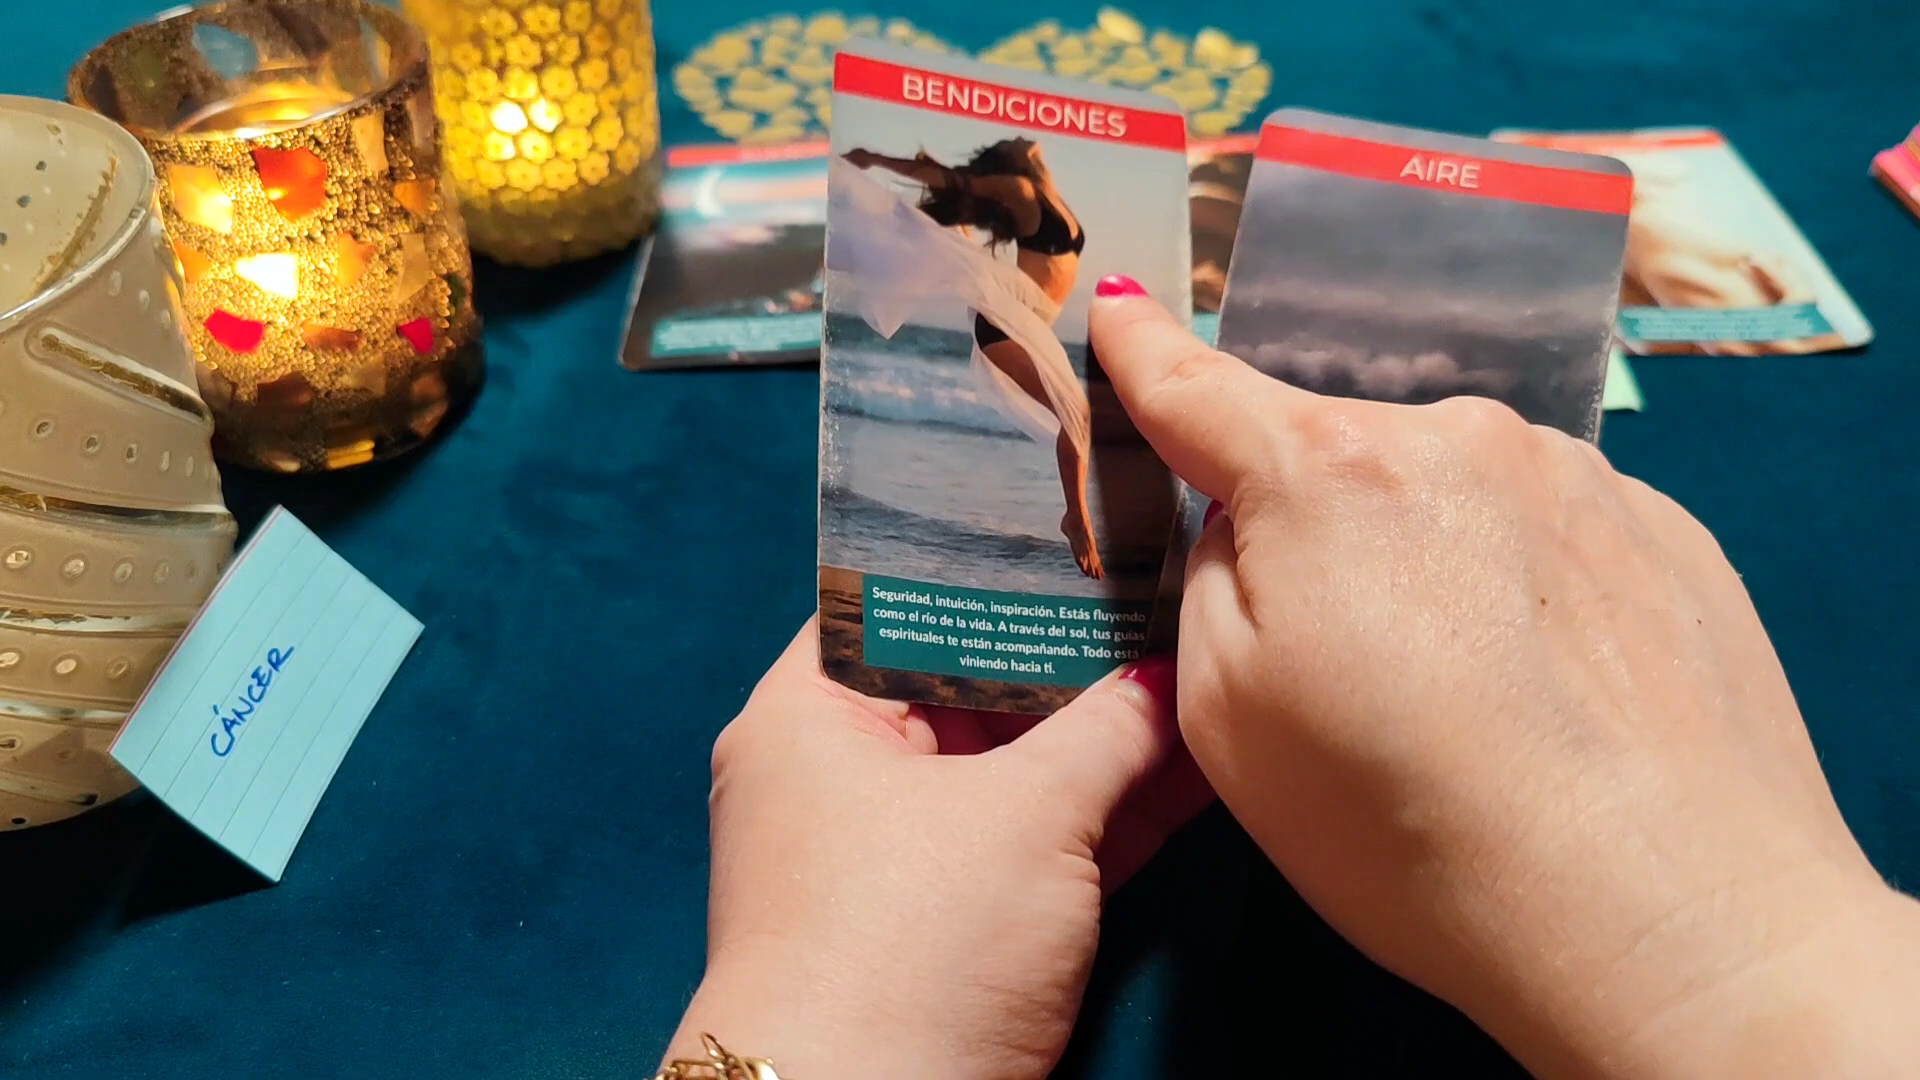 BENDICIONES
AIRE
Seguridad, intuición, inspiración. Estás fluyendo
como el río de la vida. A través del sol, tus guías
espirituales te están acompañando. Todo está
viniendo hacia ti.
CÁNCER